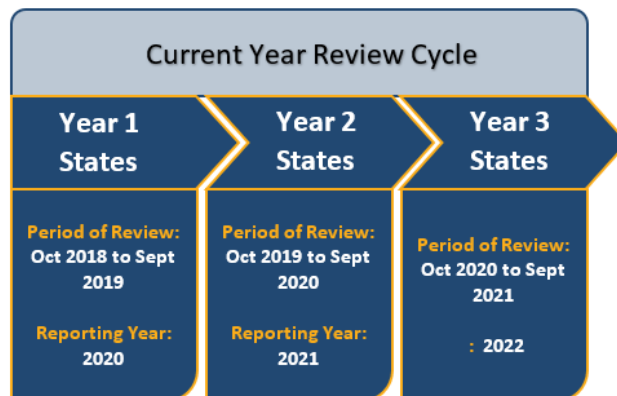 Current Year Review Cycle
Year 1
States
Year 2
States
Year 3
States
Period of Review:
Oct 2018 to Sept
2019
Reporting Year:
2020
Period of Review:
Oct 2019 to Sept
2020
Reporting Year:
2021
Period of Review:
Oct 2020 to Sept
2021
: 2022